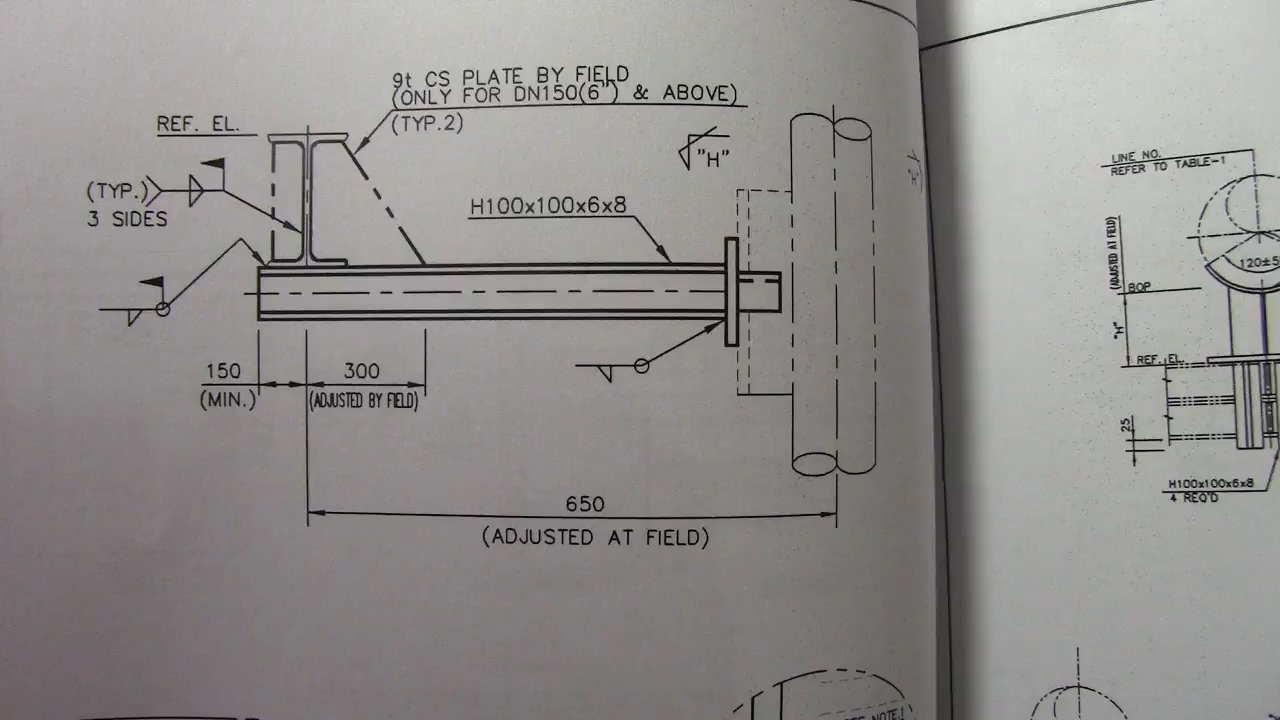 9t CS PLATE BY FIELD
(ONLY FOR DN150(6") & ABOVE)
(TYP.2)
REF. EL.
"H"
(TYP.)
3 SIDES
H100x100x6x8
150
(MIN.)
300
(ADJUSTED BY FIELD)
650
(ADJUSTED AT FIELD)
LINE NO.
REFER TO TABLE-1
(ADJUSTED AT FIELD)
120±5
BOP
"H"
REF. EL.
25
H100x100x6x8
4 REQ'D
NOTE.1